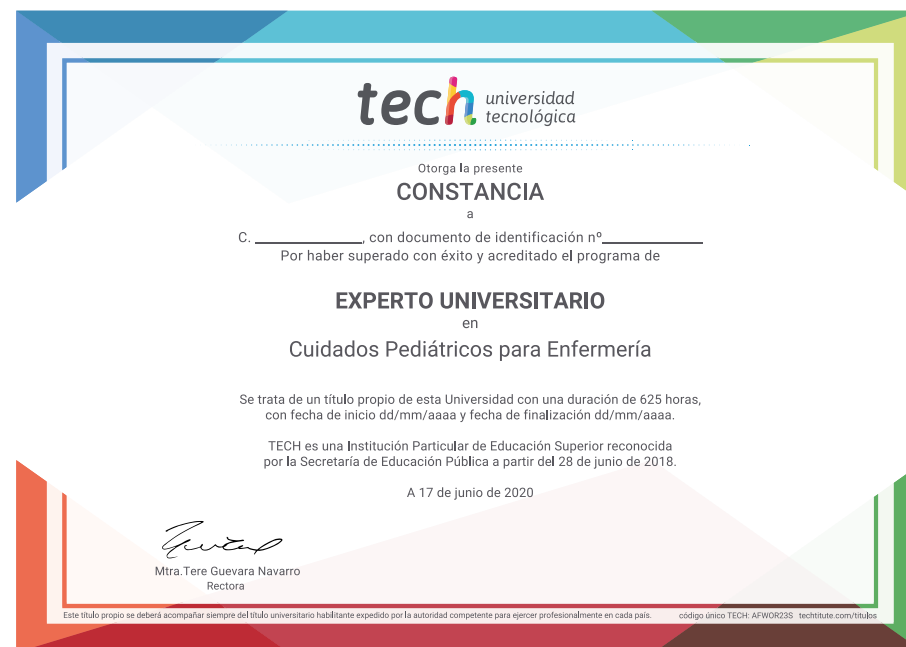 tech universidad
tecnológica
Otorga la presente
CONSTANCIA
a
C. ____________, con documento de identificación nº____________
Por haber superado con éxito y acreditado el programa de
EXPERTO UNIVERSITARIO
en
Cuidados Pediátricos para Enfermería
Se trata de un título propio de esta Universidad con una duración de 625 horas,
con fecha de inicio dd/mm/aaaa y fecha de finalización dd/mm/aaaa.
TECH es una Institución Particular de Educación Superior reconocida
por la Secretaría de Educación Pública a partir del 28 de junio de 2018.
A 17 de junio de 2020
Mtra.Tere Guevara Navarro
Rectora
Este título propio se deberá acompañar siempre del título universitario habilitante expedido por la autoridad competente para ejercer profesionalmente en cada país. código único TECH: AFWOR23S techtitute.com/titulos